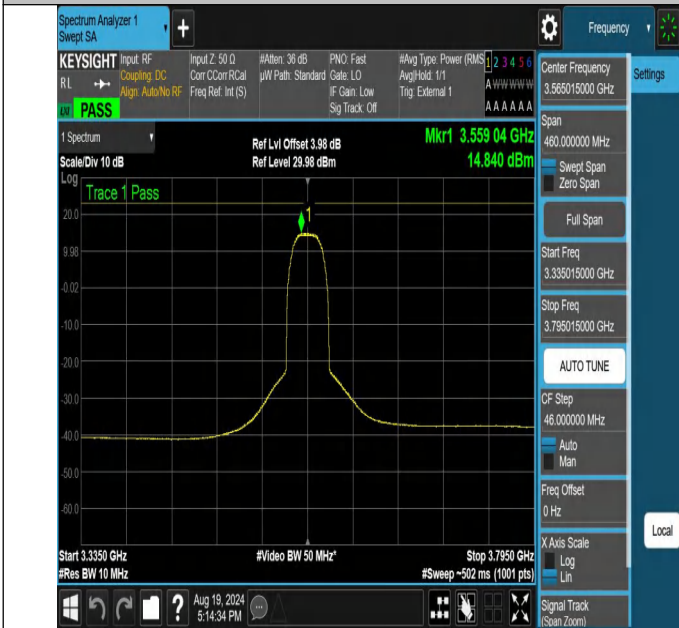 Spectrum Analyzer 1
Swept SA
Frequency
KEYSIGHT
RL
PASS
Input: RF
Coupling: DC
Align: Auto/No RF
Input Z: 50 Ω
Corr CCorr RCal
Freq Ref: Int (S)
#Atten: 36 dB
µW Path: Standard
PNO: Fast
Gate: LO
IF Gain: Low
Sig Track: Off
#Avg Type: Power (RMS
Avg|Hold: 1/1
Trig: External 1
1 2 3 4 5 6
A W W W W W
A A A A A A
1 Spectrum
Scale/Div 10 dB
Log
Ref Lvl Offset 3.98 dB
Ref Level 29.98 dBm
Mkr1 3.559 04 GHz
14.840 dBm
Trace 1 Pass
1
20.0
9.98
-0.02
-10.0
-20.0
-30.0
-40.0
-50.0
-60.0
Start 3.3350 GHz
#Res BW 10 MHz
#Video BW 50 MHz*
Stop 3.7950 GHz
#Sweep ~502 ms (1001 pts)
Center Frequency
3.565015000 GHz
Settings
Span
460.000000 MHz
Swept Span
Zero Span
Full Span
Start Freq
3.335015000 GHz
Stop Freq
3.795015000 GHz
AUTO TUNE
CF Step
46.000000 MHz
Auto
Man
Freq Offset
0 Hz
Local
X Axis Scale
Log
Lin
Signal Track
(Span Zoom)
?
Aug 19, 2024
5:14:34 PM